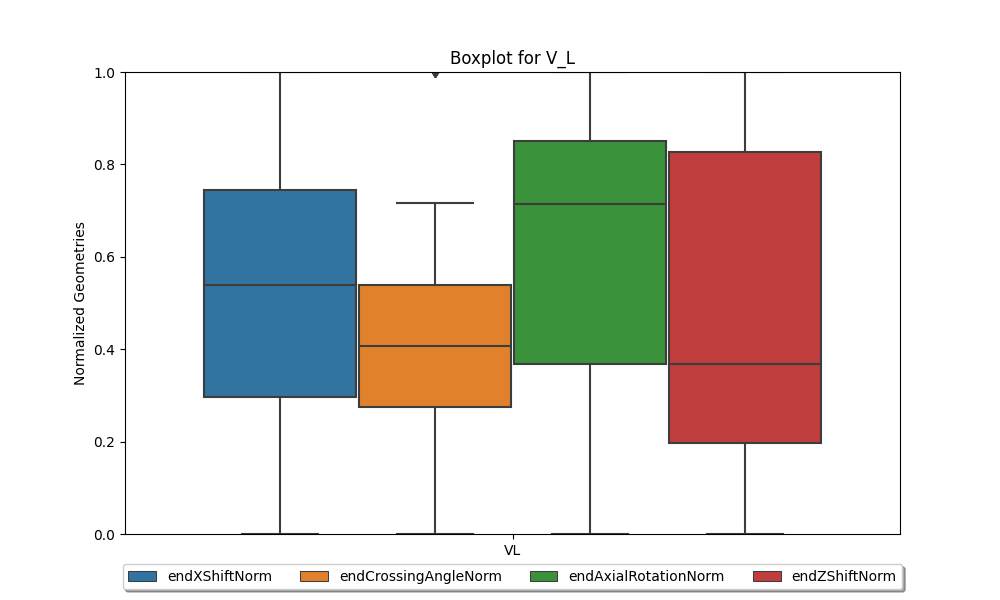 Boxplot for V_L
1.0
0.8
0.6
0.4
0.2
0.0
Normalized Geometries
VL
endXShiftNorm endCrossingAngleNorm endAxialRotationNorm endZShiftNorm